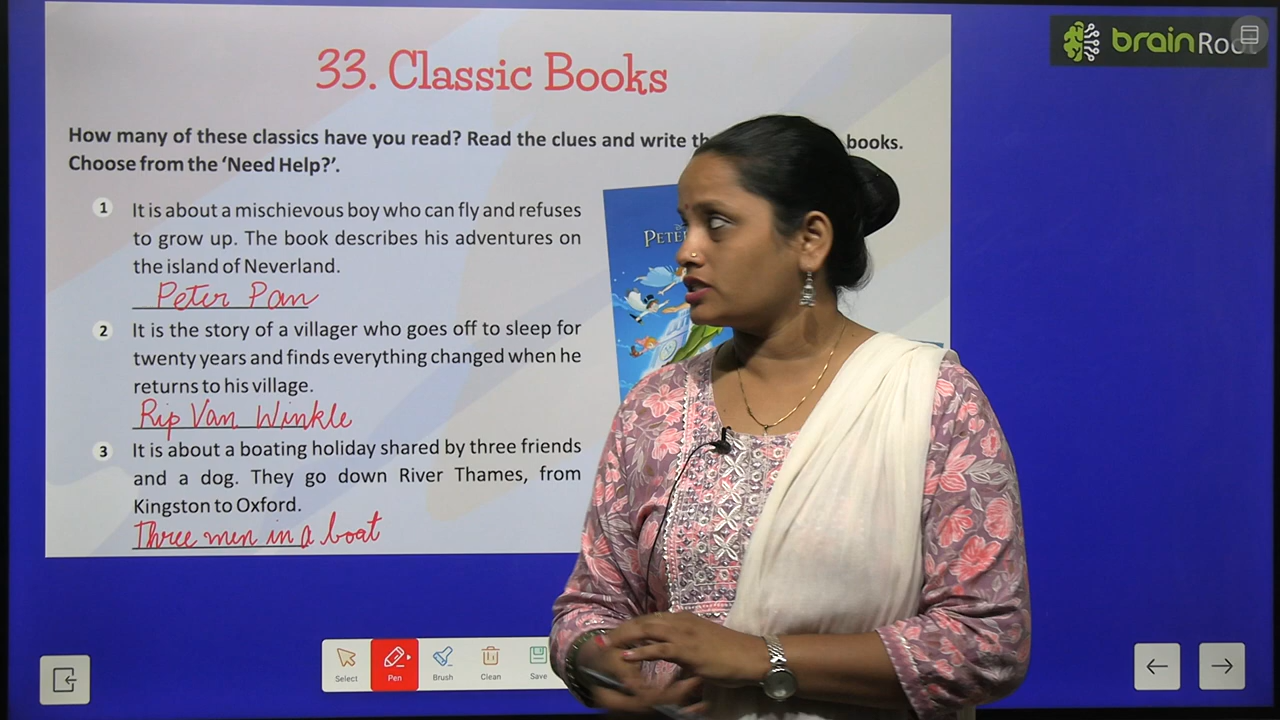 brainRoot
33. Classic Books
How many of these classics have you read? Read the clues and write books.
Choose from the ‘Need Help?’.
1 It is about a mischievous boy who can fly and refuses
to grow up. The book describes his adventures on
the island of Neverland.
Peter Pan
2 It is the story of a villager who goes off to sleep for
twenty years and finds everything changed when he
returns to his village.
Rip Van Winkle
3 It is about a boating holiday shared by three friends
and a dog. They go down River Thames, from
Kingston to Oxford.
Three men in a boat
Select Pen Brush Clean Save